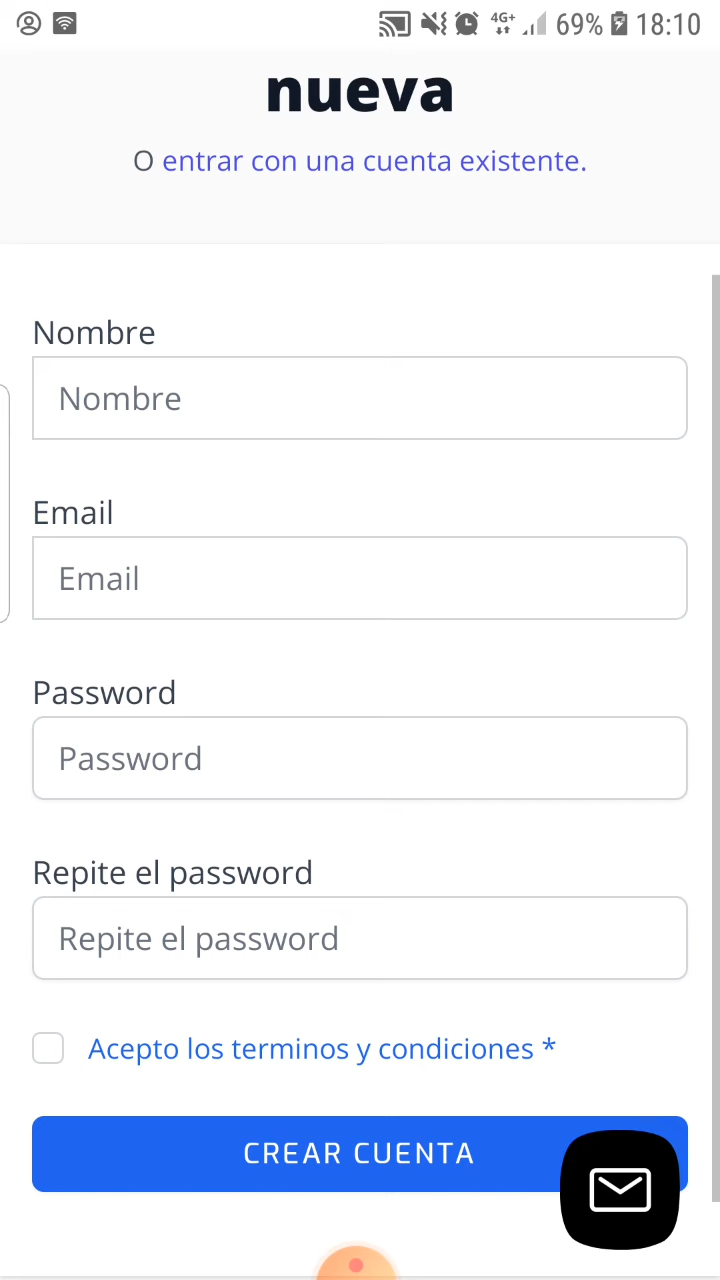 4G+ 69% 18:10
nueva
O entrar con una cuenta existente.
Nombre
Nombre
Email
Email
Password
Password
Repite el password
Repite el password
Acepto los terminos y condiciones *
CREAR CUENTA